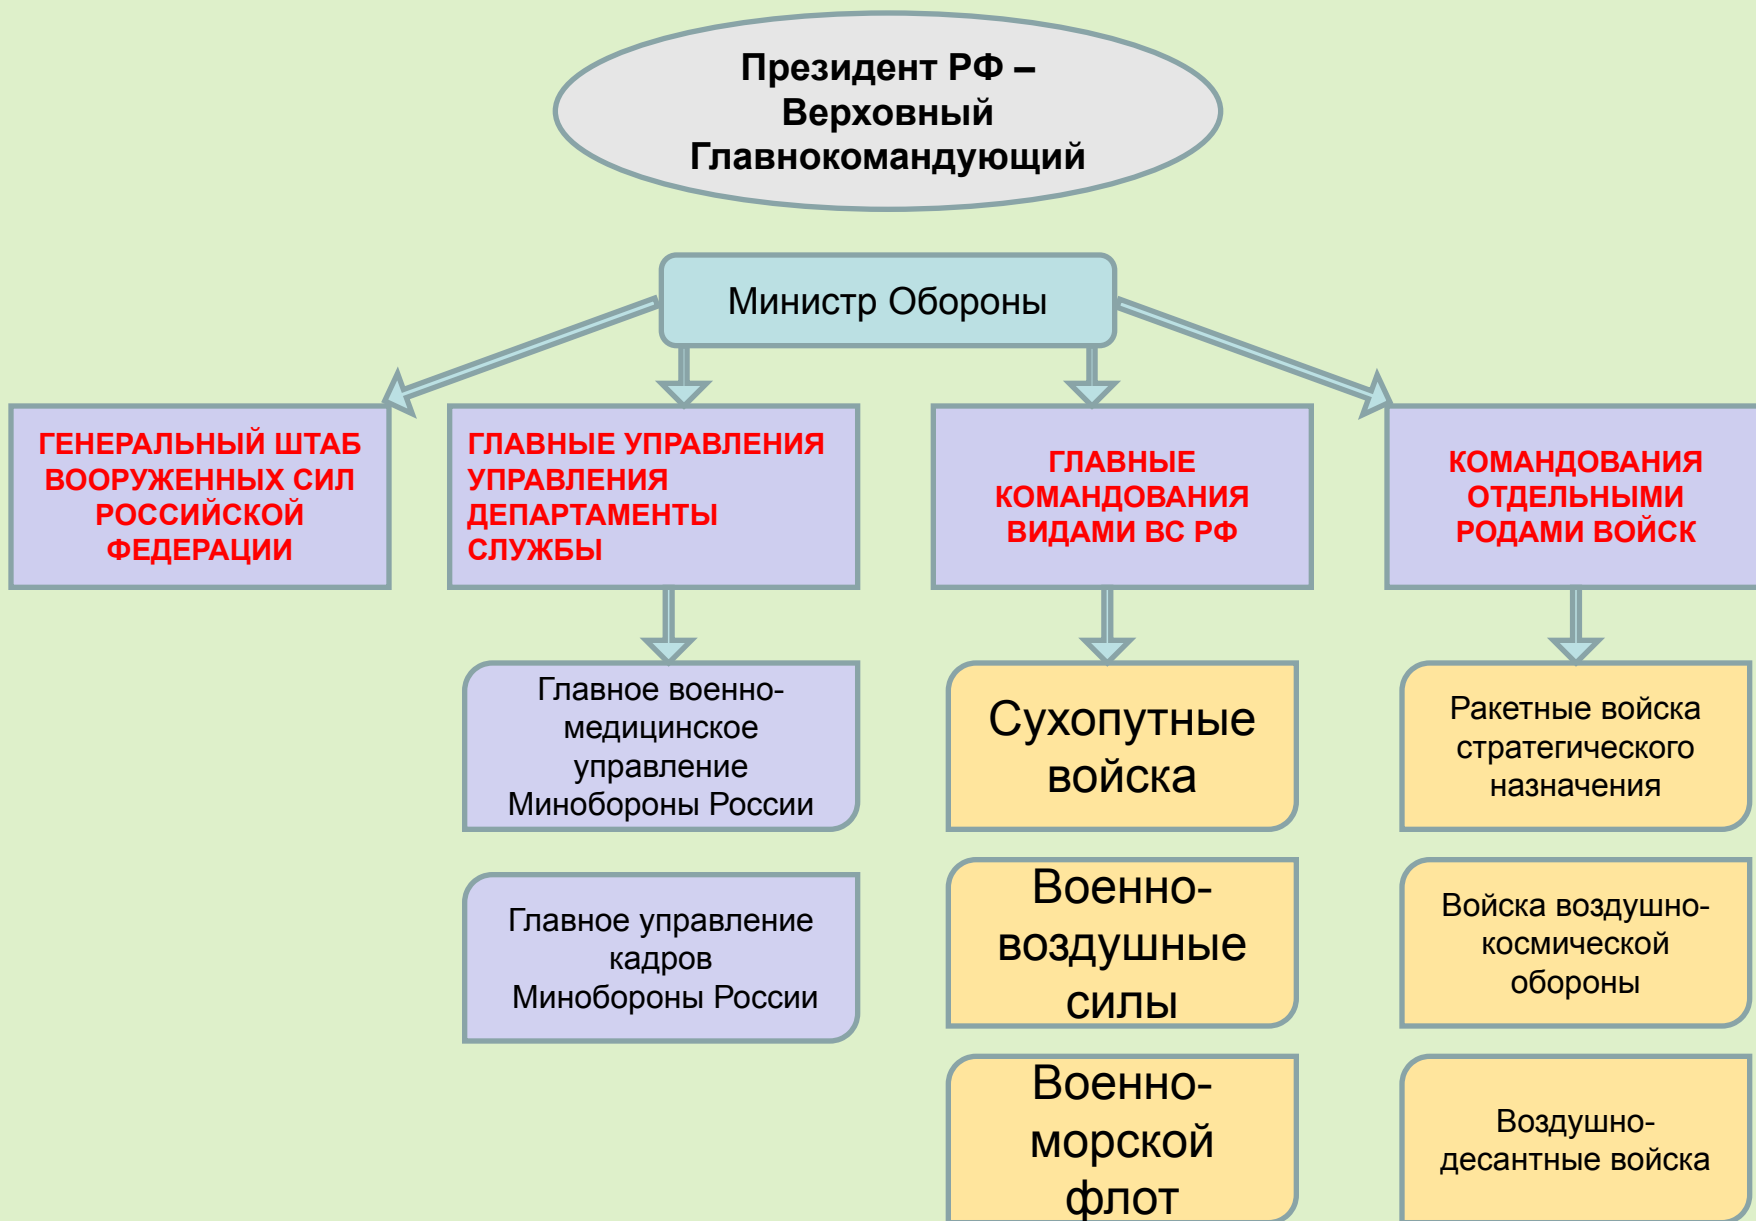 Президент РФ –
Верховный
Главнокомандующий
Министр Обороны
ГЕНЕРАЛЬНЫЙ ШТАБ
ВООРУЖЕННЫХ СИЛ
РОССИЙСКОЙ
ФЕДЕРАЦИИ
ГЛАВНЫЕ УПРАВЛЕНИЯ
УПРАВЛЕНИЯ
ДЕПАРТАМЕНТЫ
СЛУЖБЫ
ГЛАВНЫЕ
КОМАНДОВАНИЯ
ВИДАМИ ВС РФ
КОМАНДОВАНИЯ
ОТДЕЛЬНЫМИ
РОДАМИ ВОЙСК
Главное военно-
медицинское
управление
Минобороны России
Главное управление
кадров
Минобороны России
Сухопутные
войска
Военно-
воздушные
силы
Военно-
морской
флот
Ракетные войска
стратегического
назначения
Войска воздушно-
космической
обороны
Воздушно-
десантные войска